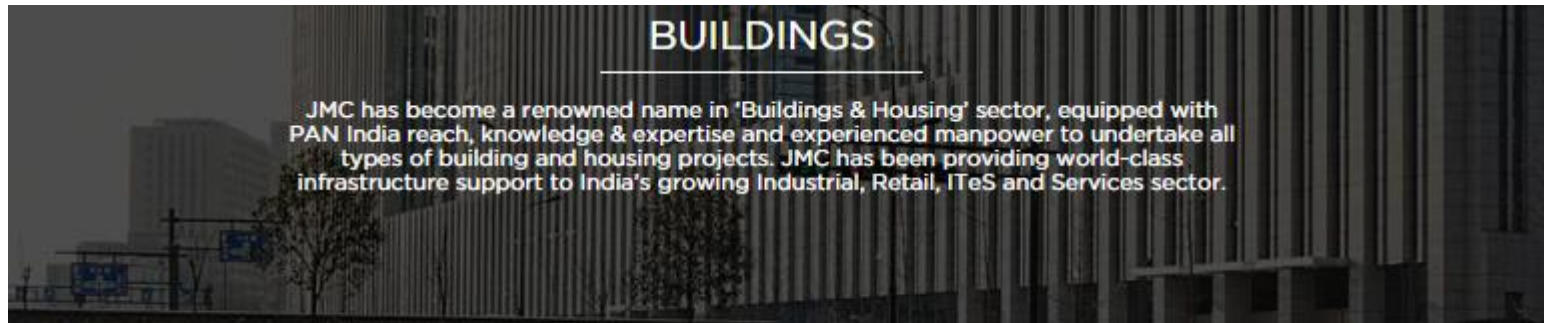 BUILDINGS
JMC has become a renowned name in ‘Buildings & Housing’ sector, equipped with
PAN India reach, knowledge & expertise and experienced manpower to undertake all
types of building and housing projects. JMC has been providing world-class
infrastructure support to India's growing Industrial, Retail, ITeS and Services sector.